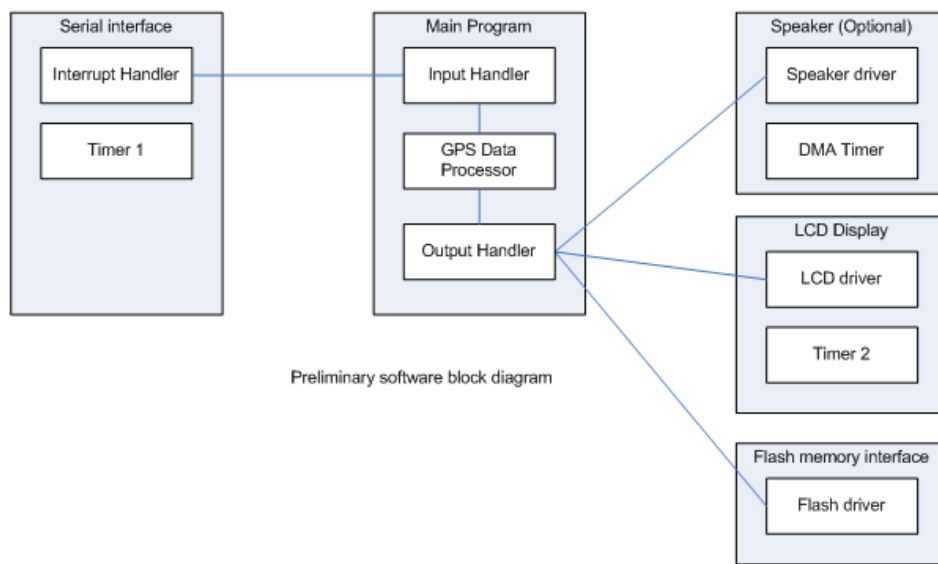 Serial interface
Interrupt Handler
Timer 1
Main Program
Input Handler
GPS Data
Processor
Output Handler
Speaker (Optional)
Speaker driver
DMA Timer
LCD Display
LCD driver
Timer 2
Flash memory interface
Flash driver
Preliminary software block diagram